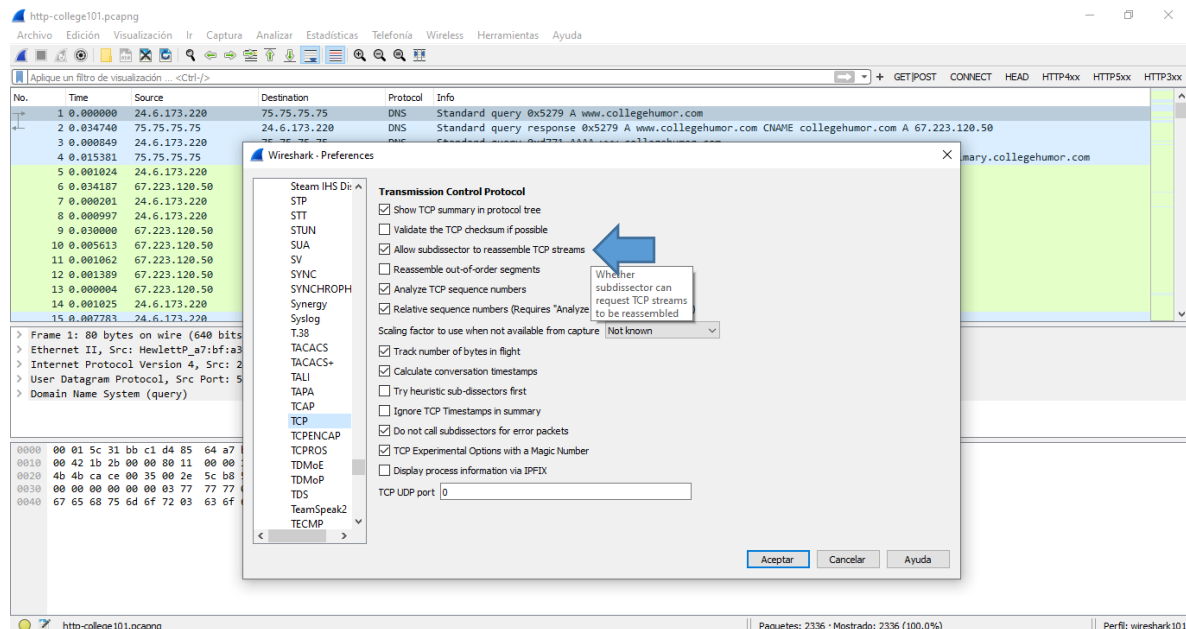 http-college101.pcapng
Archivo Edición Visualización Ir Captura Analizar Estadísticas Telefonía Wireless Herramientas Ayuda
Aplique un filtro de visualización ... <Ctrl-/>
+ GET|POST CONNECT HEAD HTTP4xx HTTP5xx HTTP3xx
No. Time Source Destination Protocol Info
1 0.000000 24.6.173.220 75.75.75.75 DNS Standard query 0x5279 A www.collegehumor.com
2 0.034740 75.75.75.75 24.6.173.220 DNS Standard query response 0x5279 A www.collegehumor.com CNAME collegehumor.com A 67.223.120.50
3 0.000849 24.6.173.220
4 0.015381 75.75.75.75 mary.collegehumor.com
5 0.001024 24.6.173.220
6 0.034187 67.223.120.50
7 0.000201 24.6.173.220
8 0.000997 24.6.173.220
9 0.030000 67.223.120.50
10 0.005613 67.223.120.50
11 0.001062 67.223.120.50
12 0.001389 67.223.120.50
13 0.000004 67.223.120.50
14 0.001025 24.6.173.220
15 0.007783 24.6.173.220
> Frame 1: 80 bytes on wire (640 bits
> Ethernet II, Src: HewlettP_a7:bf:a3
> Internet Protocol Version 4, Src: 2
> User Datagram Protocol, Src Port: 5
> Domain Name System (query)
0000 00 01 5c 31 bb c1 d4 85 64 a7
0010 00 42 1b 2b 00 00 80 11 00 00
0020 4b 4b ca ce 00 35 00 2e 5c b8
0030 00 00 00 00 00 00 03 77 77 77
0040 67 65 68 75 6d 6f 72 03 63 6f
Wireshark · Preferences
Steam IHS Dis
STP
STT
STUN
SUA
SV
SYNC
SYNCHROPH
Synergy
Syslog
T.38
TACACS
TACACS+
TALI
TAPA
TCAP
TCP
TCPENCAP
TCPROS
TDMoE
TDMoP
TDS
TeamSpeak2
TECMP
Transmission Control Protocol
Show TCP summary in protocol tree
Validate the TCP checksum if possible
Allow subdissector to reassemble TCP streams
Reassemble out-of-order segments
Analyze TCP sequence numbers
Relative sequence numbers (Requires "Analyze
Whether
subdissector can
request TCP streams
to be reassembled
Scaling factor to use when not available from capture Not known
Track number of bytes in flight
Calculate conversation timestamps
Try heuristic sub-dissectors first
Ignore TCP Timestamps in summary
Do not call subdissectors for error packets
TCP Experimental Options with a Magic Number
Display process information via IPFIX
TCP UDP port 0
Aceptar Cancelar Ayuda
http-college101.pcapng Paquetes: 2336 · Mostrado: 2336 (100.0%) Perfil: wireshark101